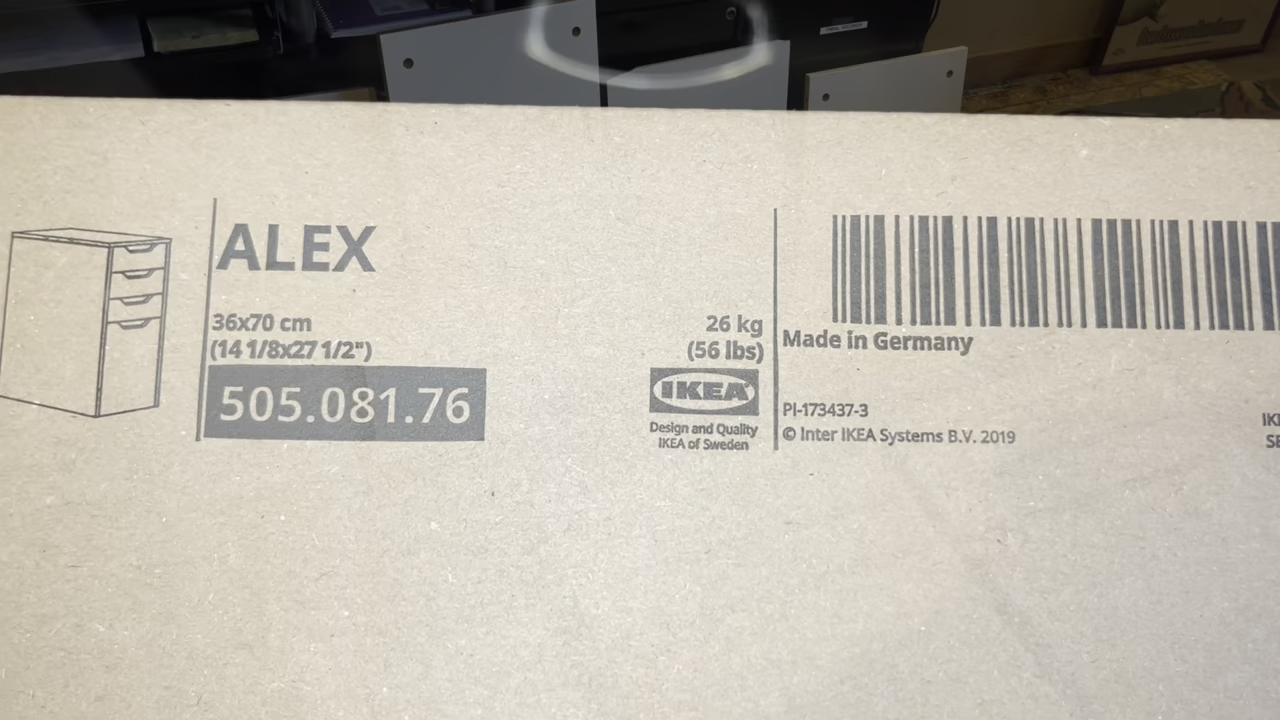 ALEX
36x70 cm
(14 1/8x27 1/2")
505.081.76
26 kg
(56 lbs)
IKEA
Design and Quality
IKEA of Sweden
Made in Germany
PI-173437-3
© Inter IKEA Systems B.V. 2019